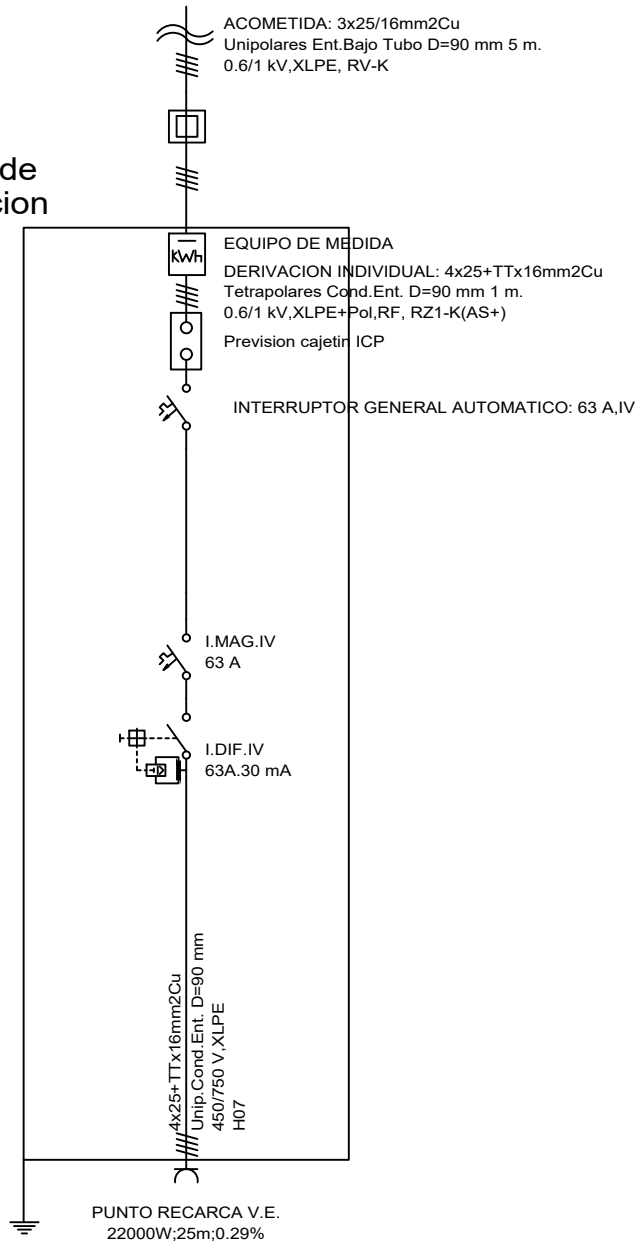 ACOMETIDA: 3x25/16mm2Cu
Unipolares Ent.Bajo Tubo D=90 mm 5 m.
0.6/1 kV,XLPE, RV-K
de
cion
kWh
EQUIPO DE MEDIDA
DERIVACION INDIVIDUAL: 4x25+TTx16mm2Cu
Tetrapolares Cond.Ent. D=90 mm 1 m.
0.6/1 kV,XLPE+Pol,RF, RZ1-K(AS+)
Prevision cajetin ICP
INTERRUPTOR GENERAL AUTOMATICO: 63 A,IV
I.MAG.IV
63 A
I.DIF.IV
63A.30 mA
4x25+TTx16mm2Cu
Unip.Cond.Ent. D=90 mm
450/750 V,XLPE
H07
PUNTO RECARCA V.E.
22000W;25m;0.29%